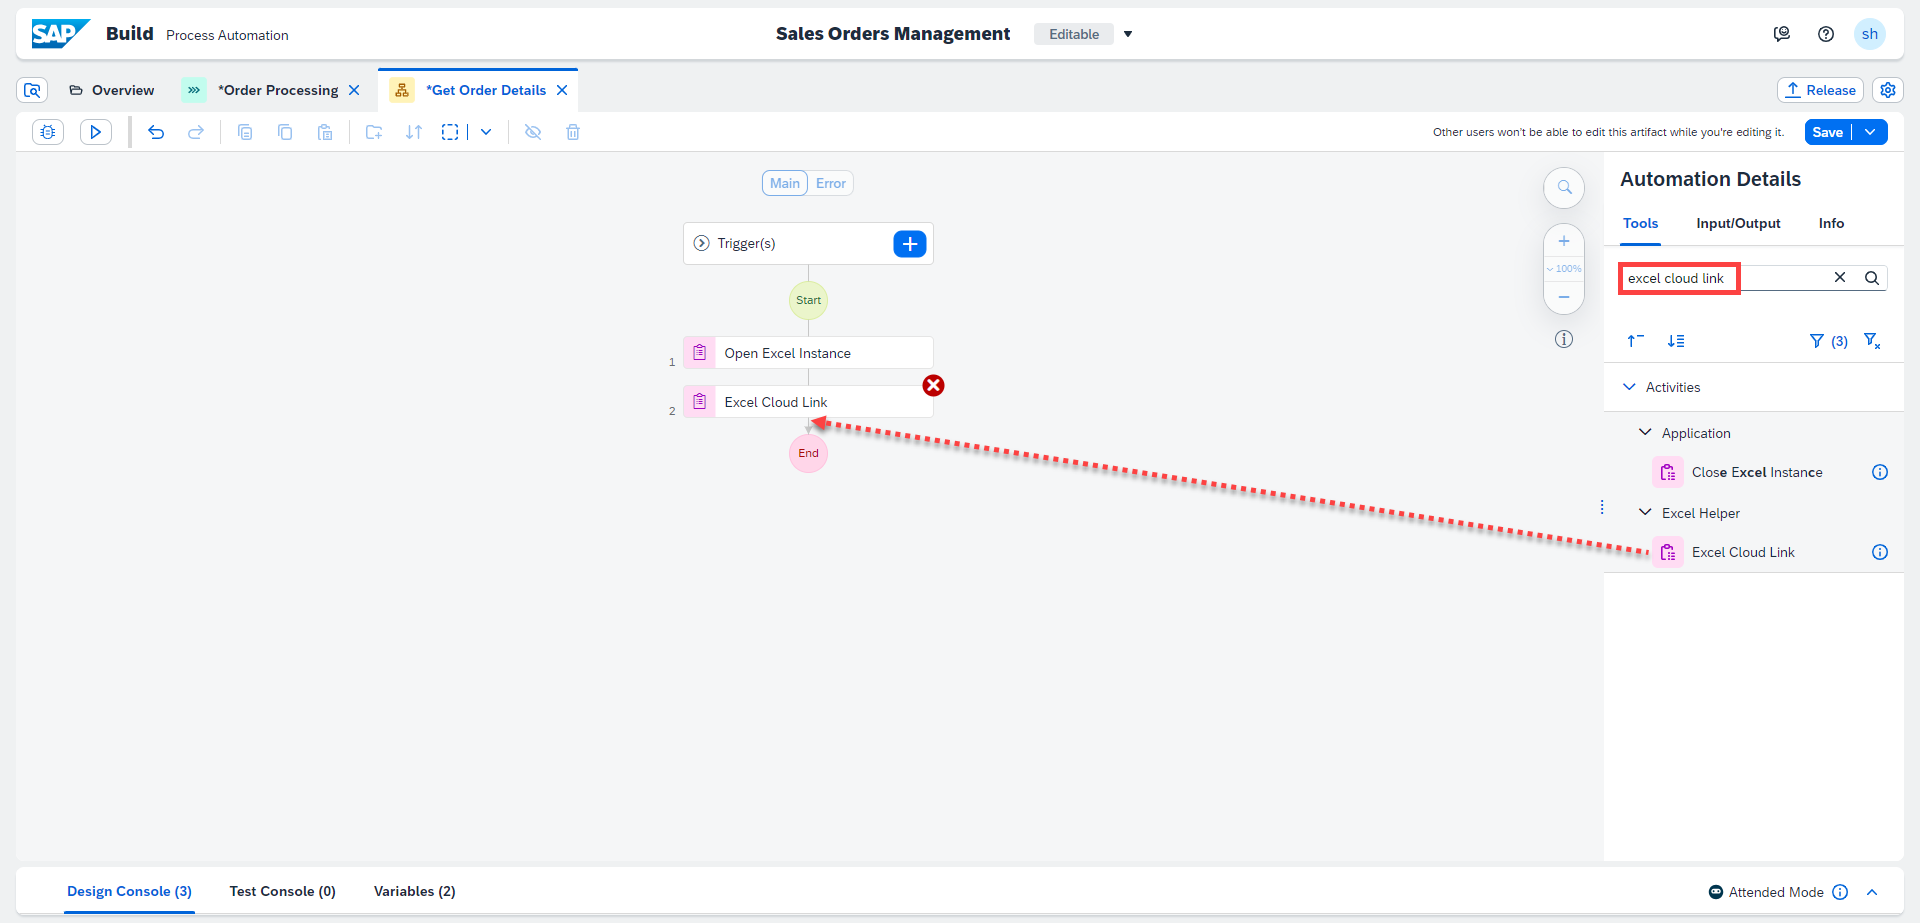 SAP Build Process Automation
Sales Orders Management Editable
sh
Overview
*Order Processing
*Get Order Details
Release
Other users won't be able to edit this artifact while you're editing it.
Save
Main Error
Trigger(s)
Start
1 Open Excel Instance
2 Excel Cloud Link
End
100%
Automation Details
Tools Input/Output Info
excel cloud link
(3)
Activities
Application
Close Excel Instance
Excel Helper
Excel Cloud Link
Design Console (3) Test Console (0) Variables (2)
Attended Mode